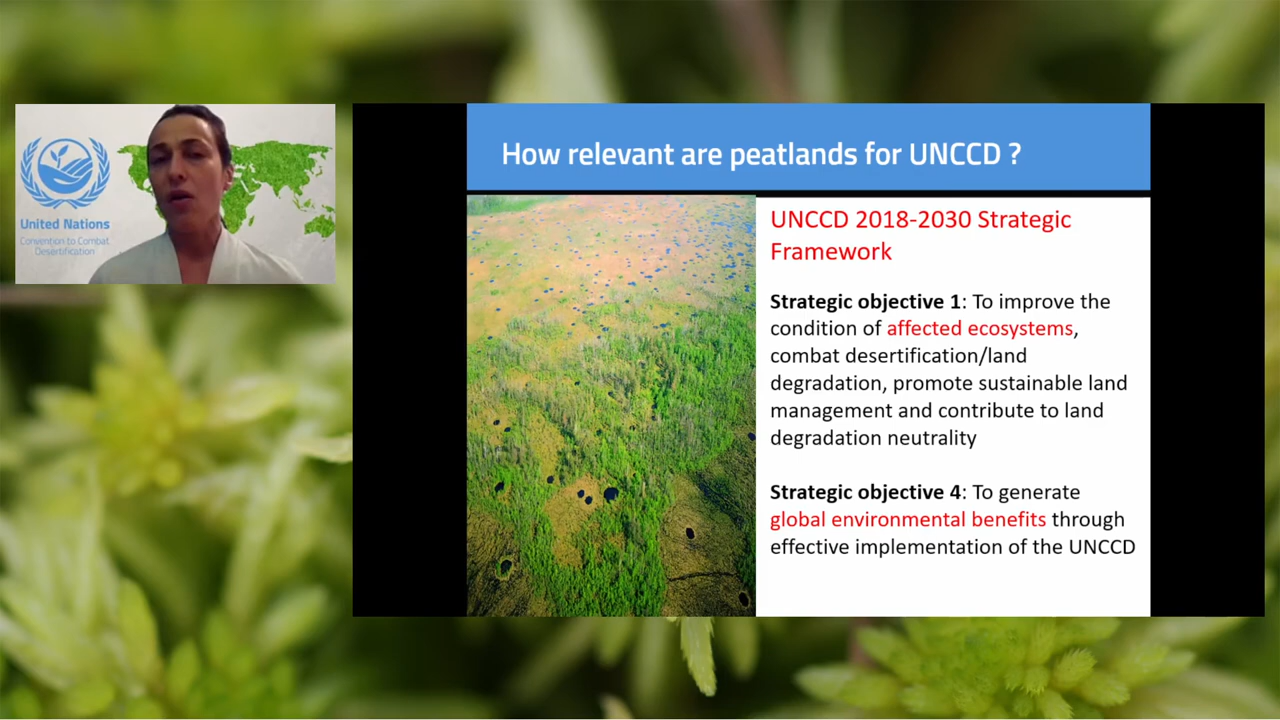 United Nations
Convention to Combat
Desertification
How relevant are peatlands for UNCCD ?
UNCCD 2018-2030 Strategic
Framework
Strategic objective 1: To improve the
condition of affected ecosystems,
combat desertification/land
degradation, promote sustainable land
management and contribute to land
degradation neutrality
Strategic objective 4: To generate
global environmental benefits through
effective implementation of the UNCCD